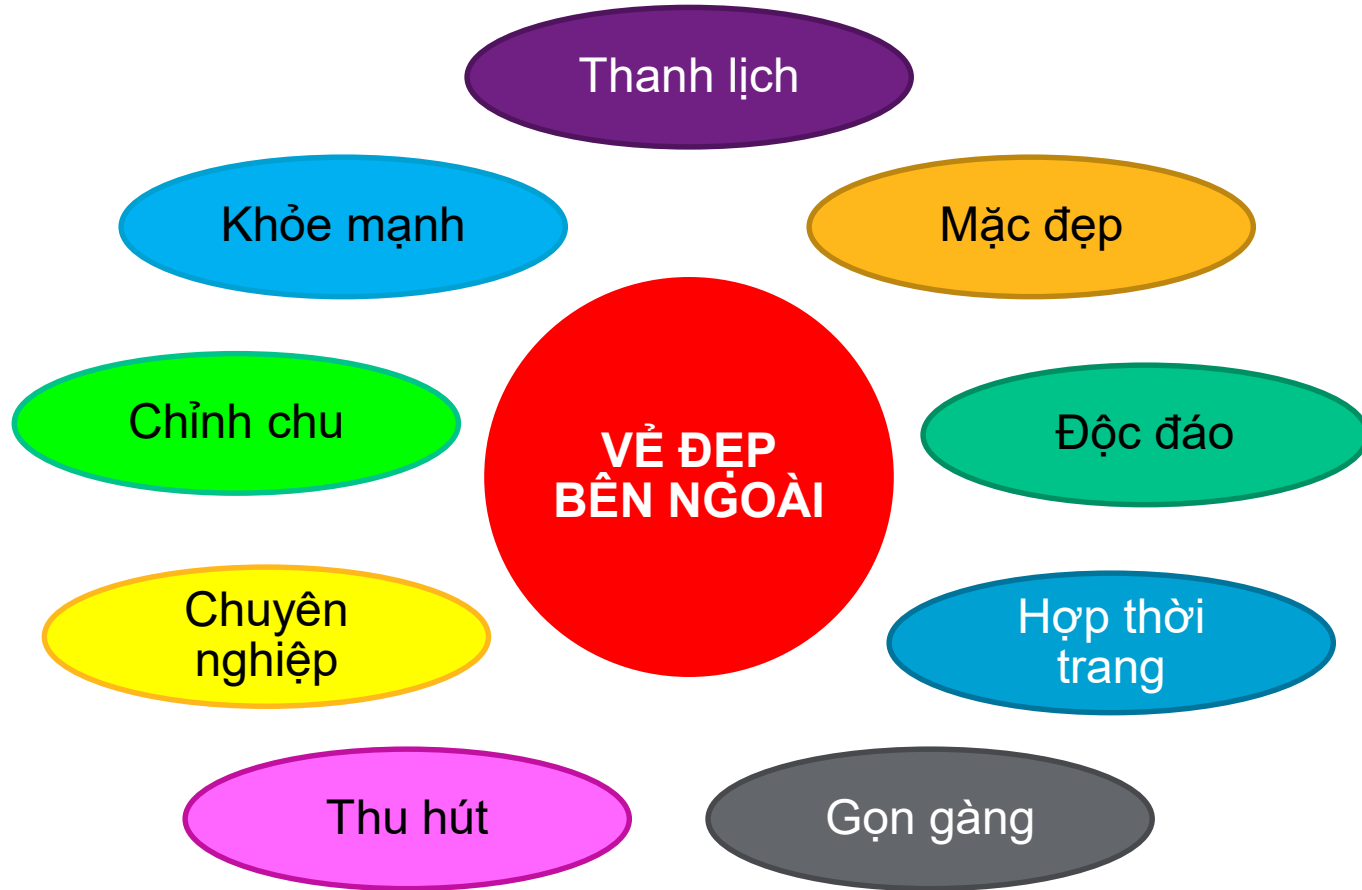 Thanh lịch
Khỏe mạnh
Mặc đẹp
Chỉnh chu
Độc đáo
VẺ ĐẸP
BÊN NGOÀI
Chuyên
nghiệp
Hợp thời
trang
Thu hút
Gọn gàng